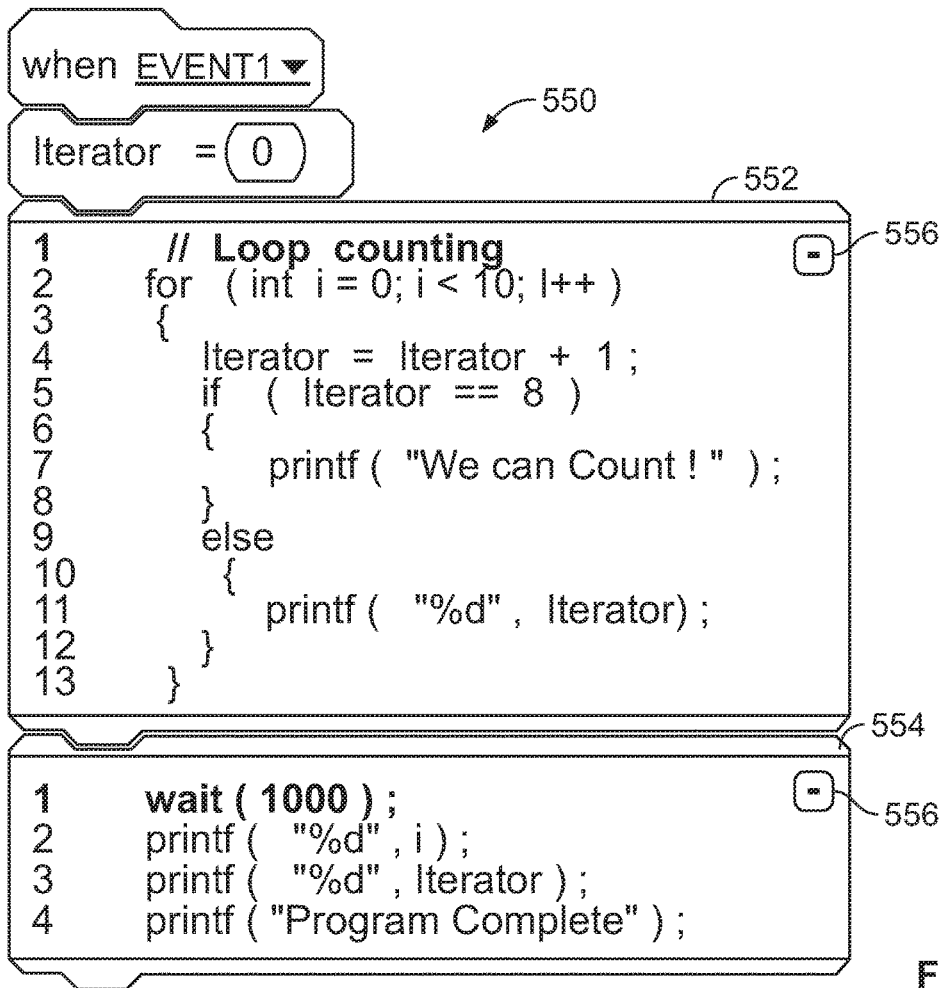 when EVENT1
550
Iterator = 0
552
556
1 // Loop counting
2 for ( int i = 0; i < 10; I++ )
3 {
4 Iterator = Iterator + 1 ;
5 if ( Iterator == 8 )
6 {
7 printf ( "We can Count ! " ) ;
8 }
9 else
10 {
11 printf ( "%d" , Iterator) ;
12 }
13 }
554
556
1 wait ( 1000 ) ;
2 printf ( "%d" , i ) ;
3 printf ( "%d" , Iterator ) ;
4 printf ( "Program Complete" ) ;
F